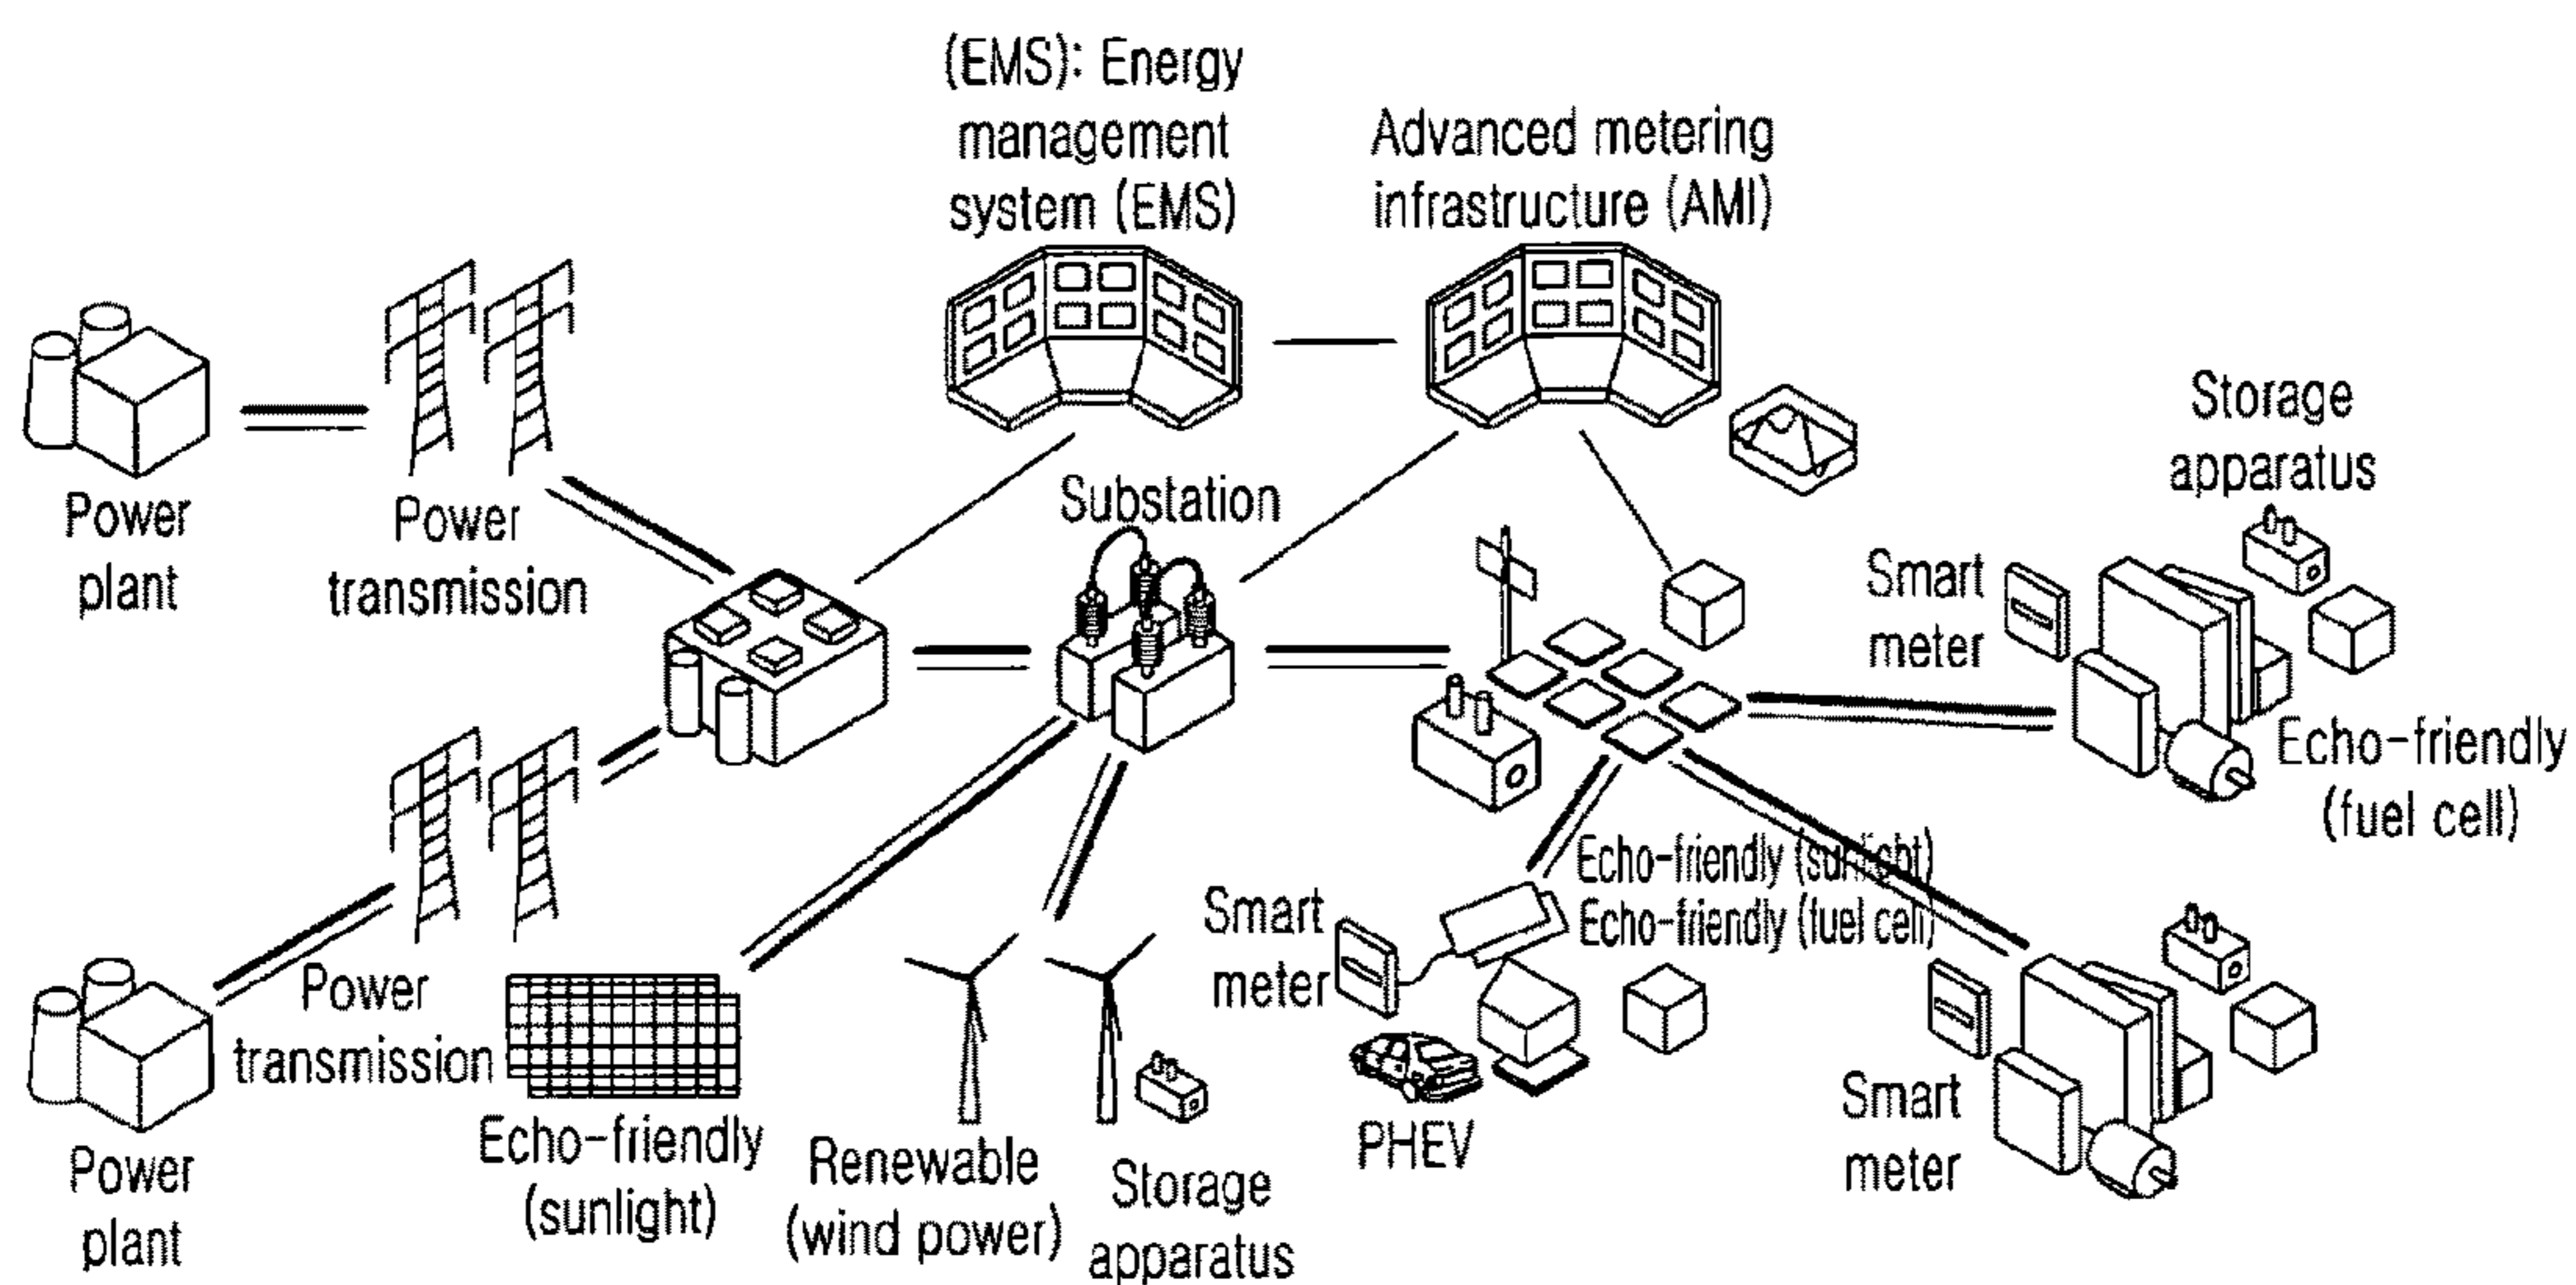 (EMS): Energy
management
system (EMS)
Advanced metering
infrastructure (AMI)
Storage
apparatus
Power
plant
Power
transmission
Substation
Smart
meter
Echo-friendly
(fuel cell)
Echo-friendly (sunlight)
Echo-friendly (fuel cell)
Smart
meter
Power
transmission
Power
plant
Echo-friendly
(sunlight)
Renewable
(wind power)
Storage
apparatus
PHEV
Smart
meter